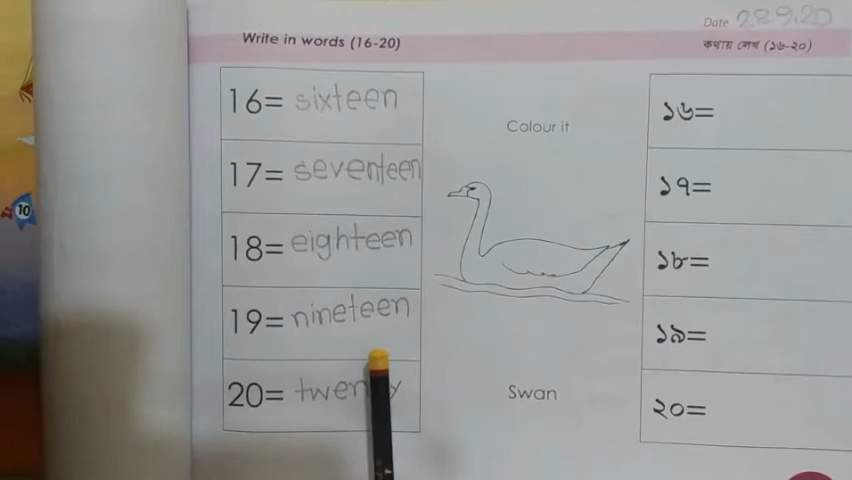 Date 28.9.20
Write in words (16-20)
কথায় লেখ (১৬-২০)
16= sixteen
17= seventeen
18= eighteen
19= nineteen
20=
Colour it
Swan
১৬=
১৭=
১৮=
১৯=
২০=
10